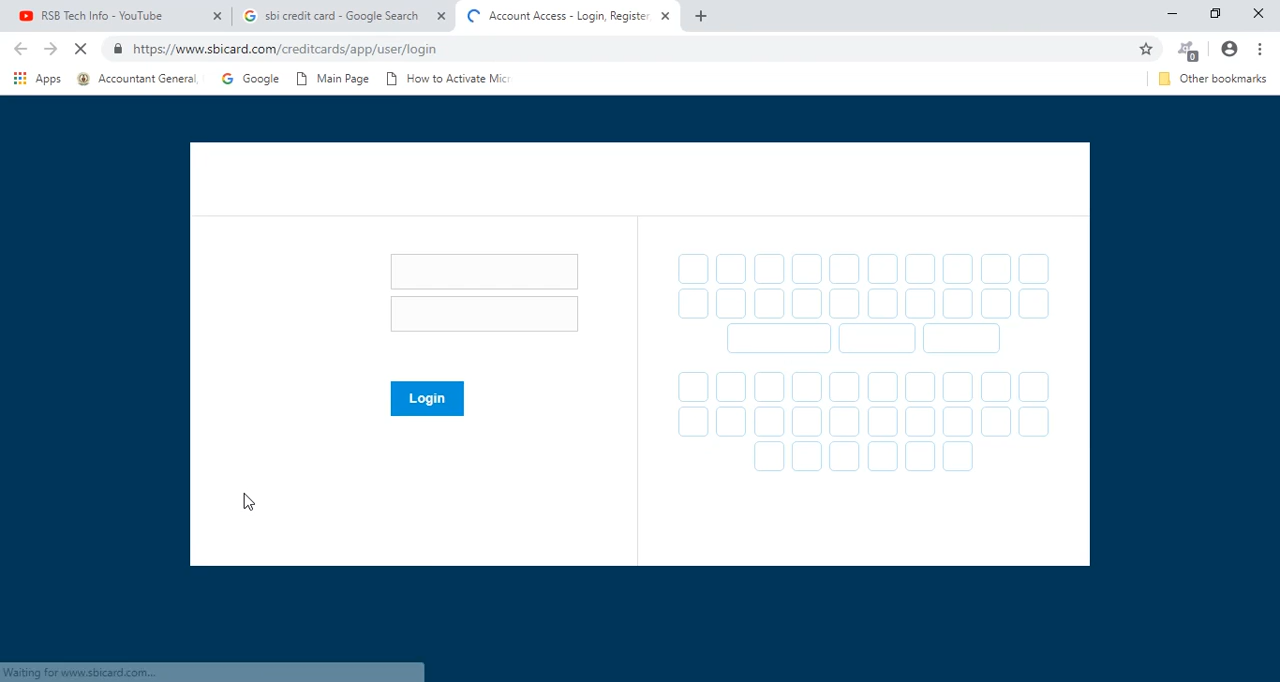 RSB Tech Info - YouTube
sbi credit card - Google Search
Account Access - Login, Register
https://www.sbicard.com/creditcards/app/user/login
0
Apps
Accountant General,
Google
Main Page
How to Activate Micr
Other bookmarks
Login
Waiting for www.sbicard.com...